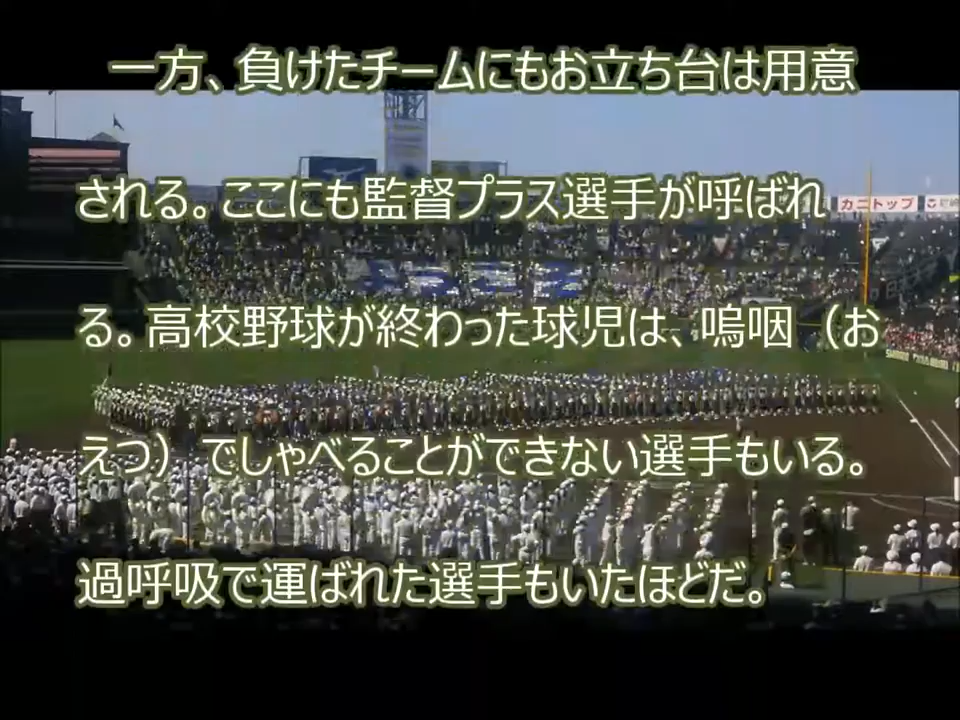 一方、負けたチームにもお立ち台は用意
される。ここにも監督プラス選手が呼ばれ
カニトップ
る。高校野球が終わった球児は、嗚咽（お
えつ）でしゃべることができない選手もいる。
過呼吸で運ばれた選手もいたほどだ。